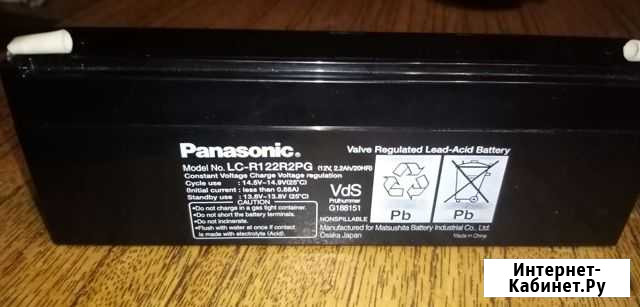 Panasonic®
Valve Regulated Lead-Acid Battery
Model No. LC-R122R2PG (12V, 2.2Ah/20HR)
Constant Voltage Charge Voltage regulation
Cycle use : 14.5V-14.9V(25°C)
Initial current : less than 0.88A)
Standby use : 13.6V-13.8V (25°C)
CAUTION
•Do not charge in a gas tight container.
•Do not short the battery terminals.
•Do not incinerate.
•Flush with water at once if contact
is made with electrolyte (Acid).
VdS
Prüfnummer
G188151
NONSPILLABLE
Pb
Pb
Manufactured for Matsushita Battery Industrial Co., Ltd.
Osaka Japan
Made in China
Интернет-
Кабинет.Ру